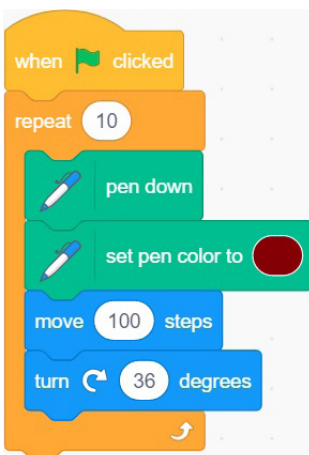 when clicked
repeat 10
pen down
set pen color to
move 100 steps
turn 36 degrees